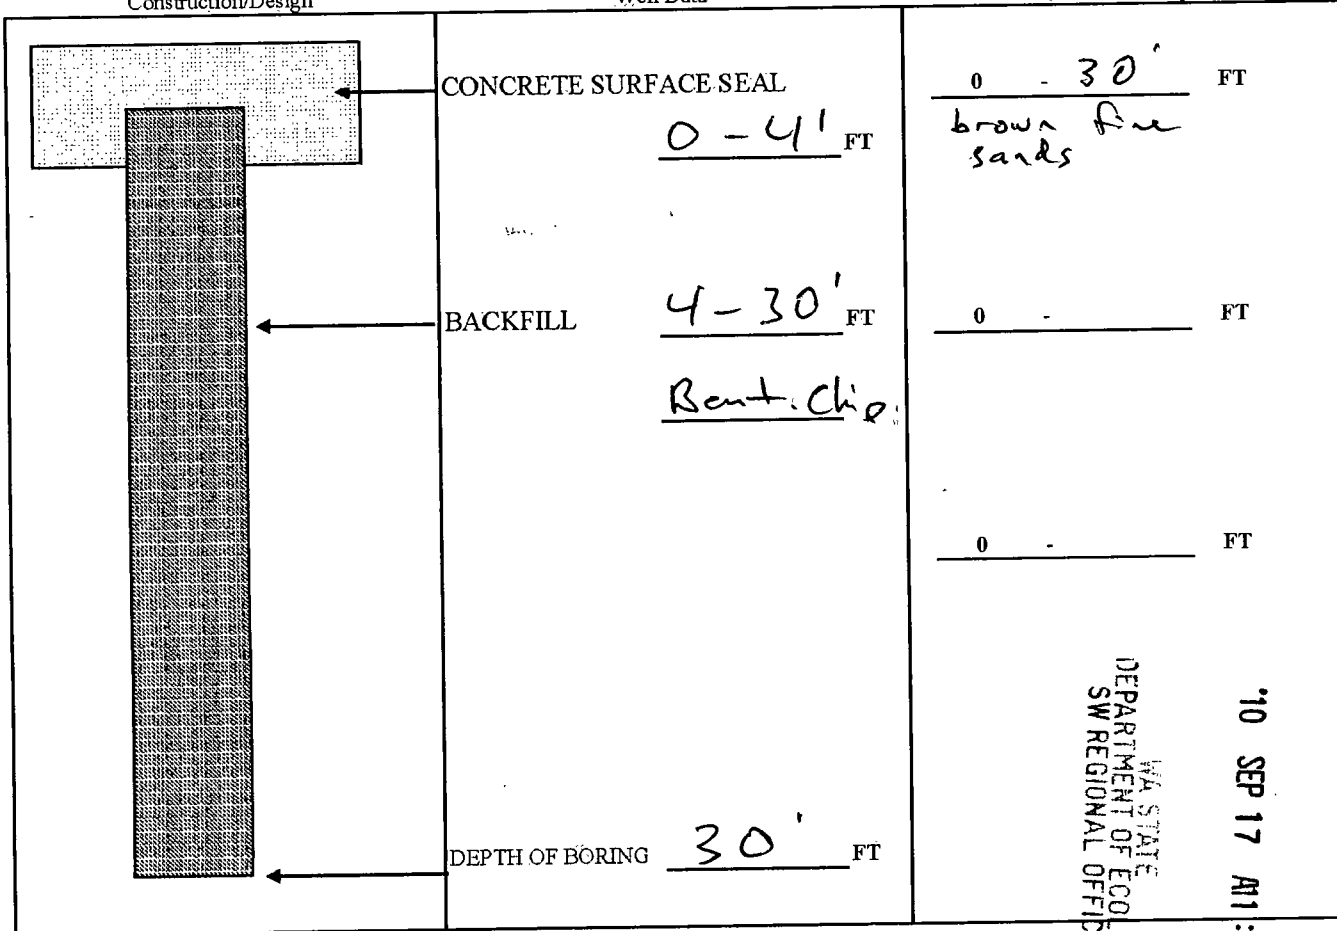 Construction/Design
Well Data
CONCRETE SURFACE SEAL
0 - 4' FT
BACKFILL 4 - 30' FT
Bent. Chip
DEPTH OF BORING 30' FT
0 - 30' FT
brown fine
sands
0 - FT
0 - FT
WA STATE
DEPARTMENT OF ECOL
SW REGIONAL OFFIC
'10 SEP 17 A11: